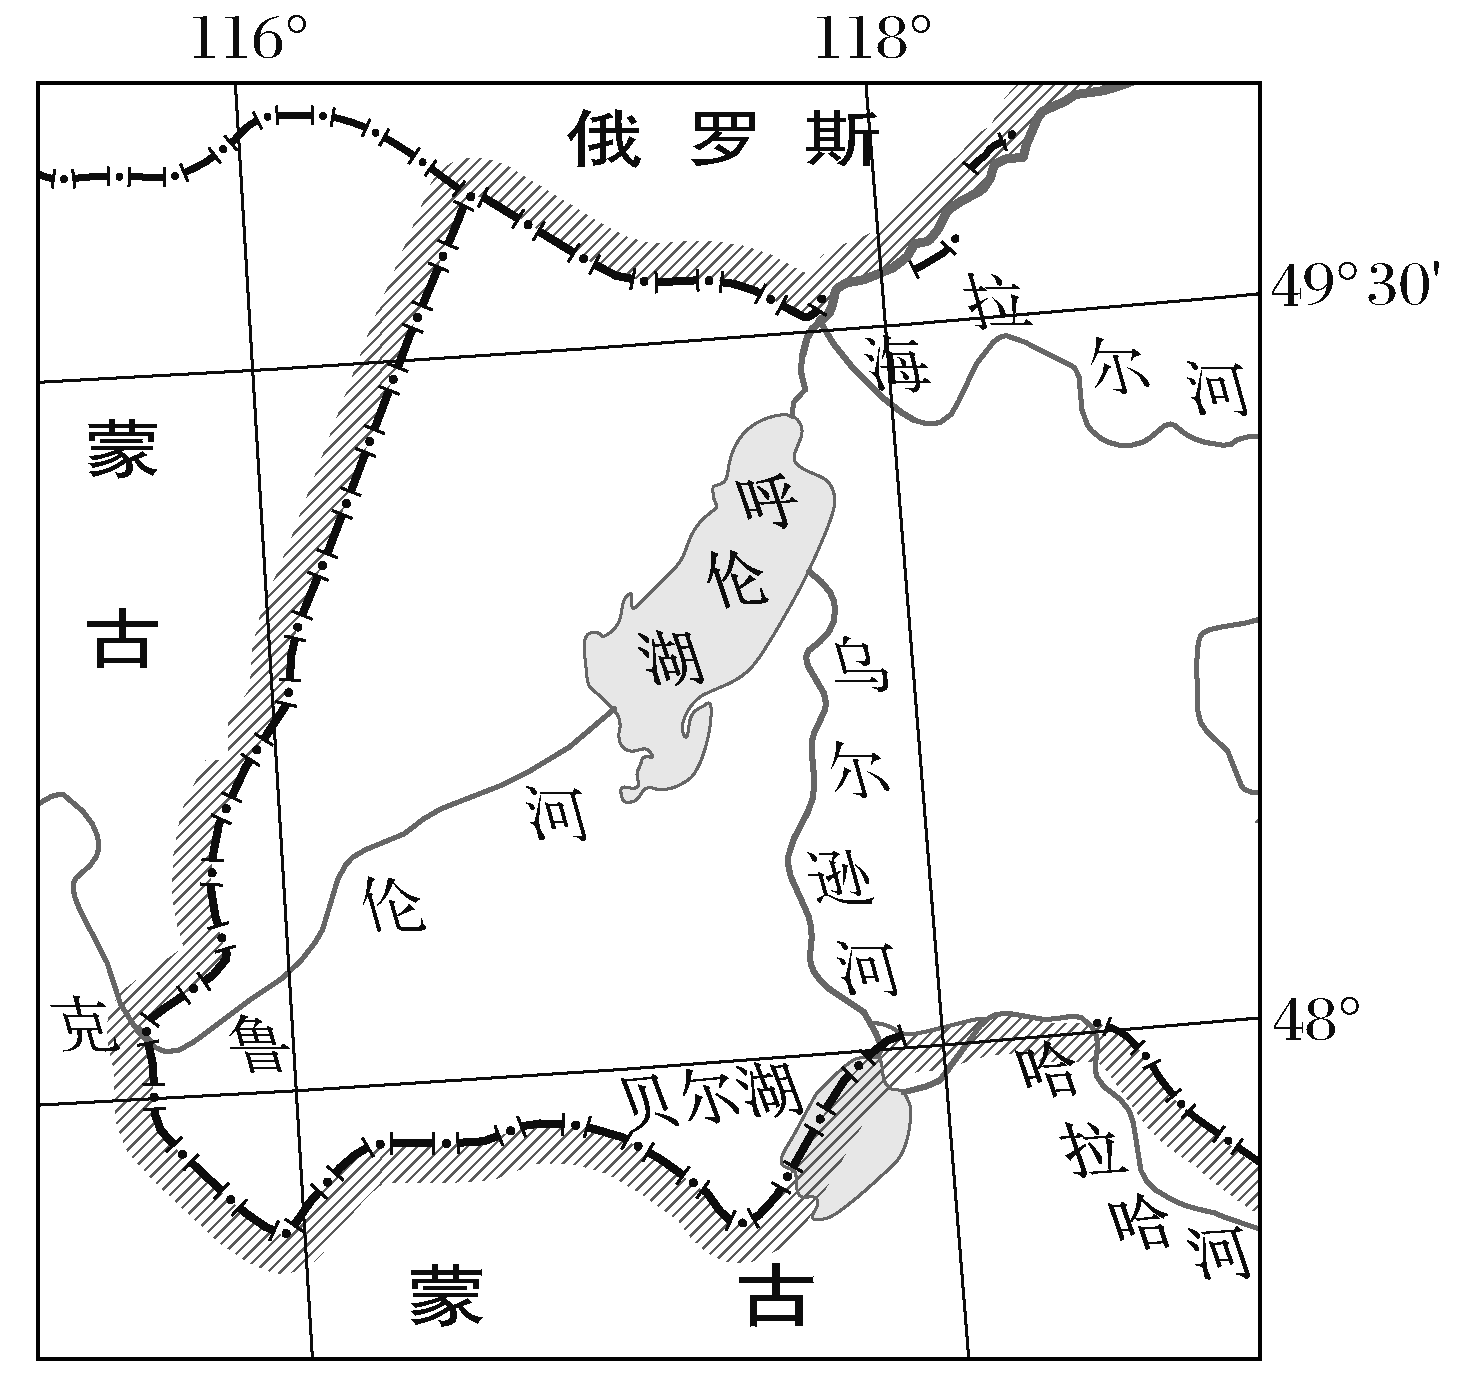 116°
118°
俄罗斯
49°30'
海拉尔河
蒙古
呼伦湖
乌尔逊河
克鲁伦河
48°
贝尔湖
哈拉哈河
蒙古